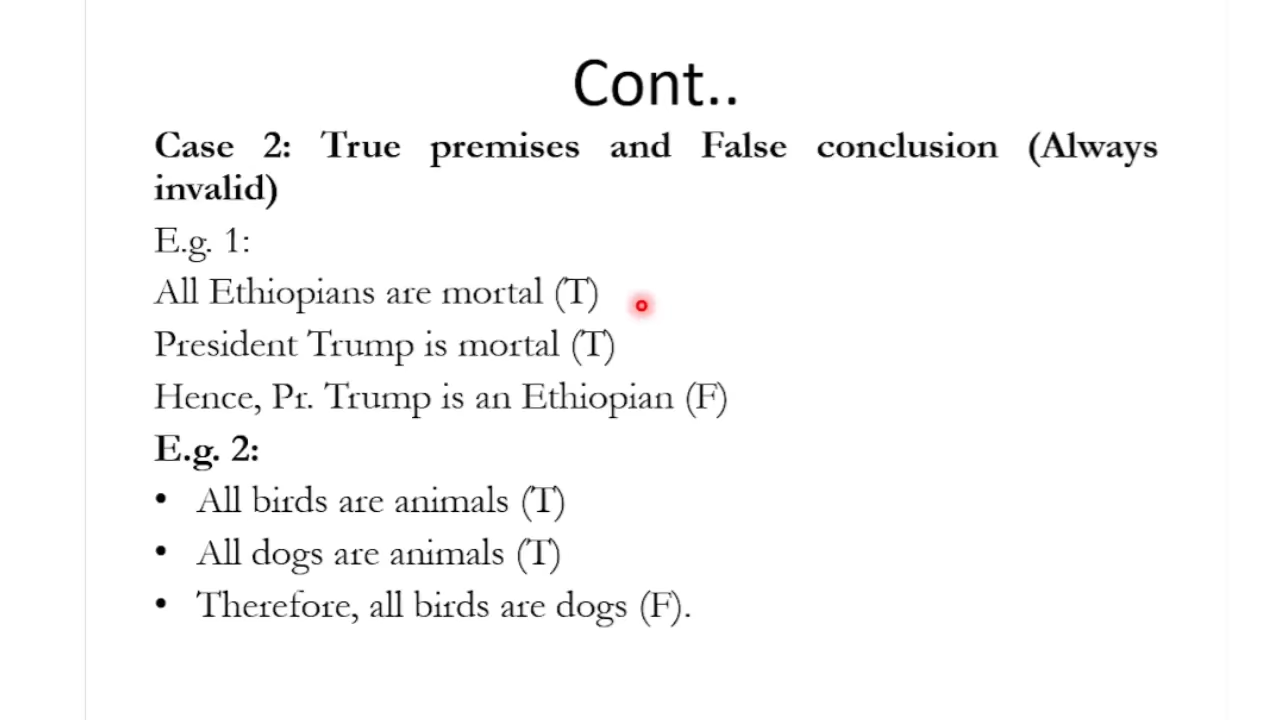 Cont..
Case 2: True premises and False conclusion (Always
invalid)
E.g. 1:
All Ethiopians are mortal (T)
President Trump is mortal (T)
Hence, Pr. Trump is an Ethiopian (F)
E.g. 2:
• All birds are animals (T)
• All dogs are animals (T)
• Therefore, all birds are dogs (F).